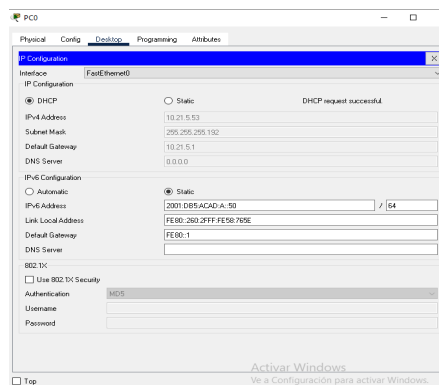 PC0
Physical Config Desktop Programming Attributes
IP Configuration X
Interface FastEthernet0
IP Configuration
DHCP Static DHCP request successful.
IPv4 Address 10.21.5.53
Subnet Mask 255.255.255.192
Default Gateway 10.21.5.1
DNS Server 0.0.0.0
IPv6 Configuration
Automatic Static
IPv6 Address 2001:DB5:ACAD:A::50 / 64
Link Local Address FE80::260:2FFF:FE58:765E
Default Gateway FE80::1
DNS Server
802.1X
Use 802.1X Security
Authentication MD5
Username
Password
Activar Windows
Top Ve a Configuración para activar Windows.